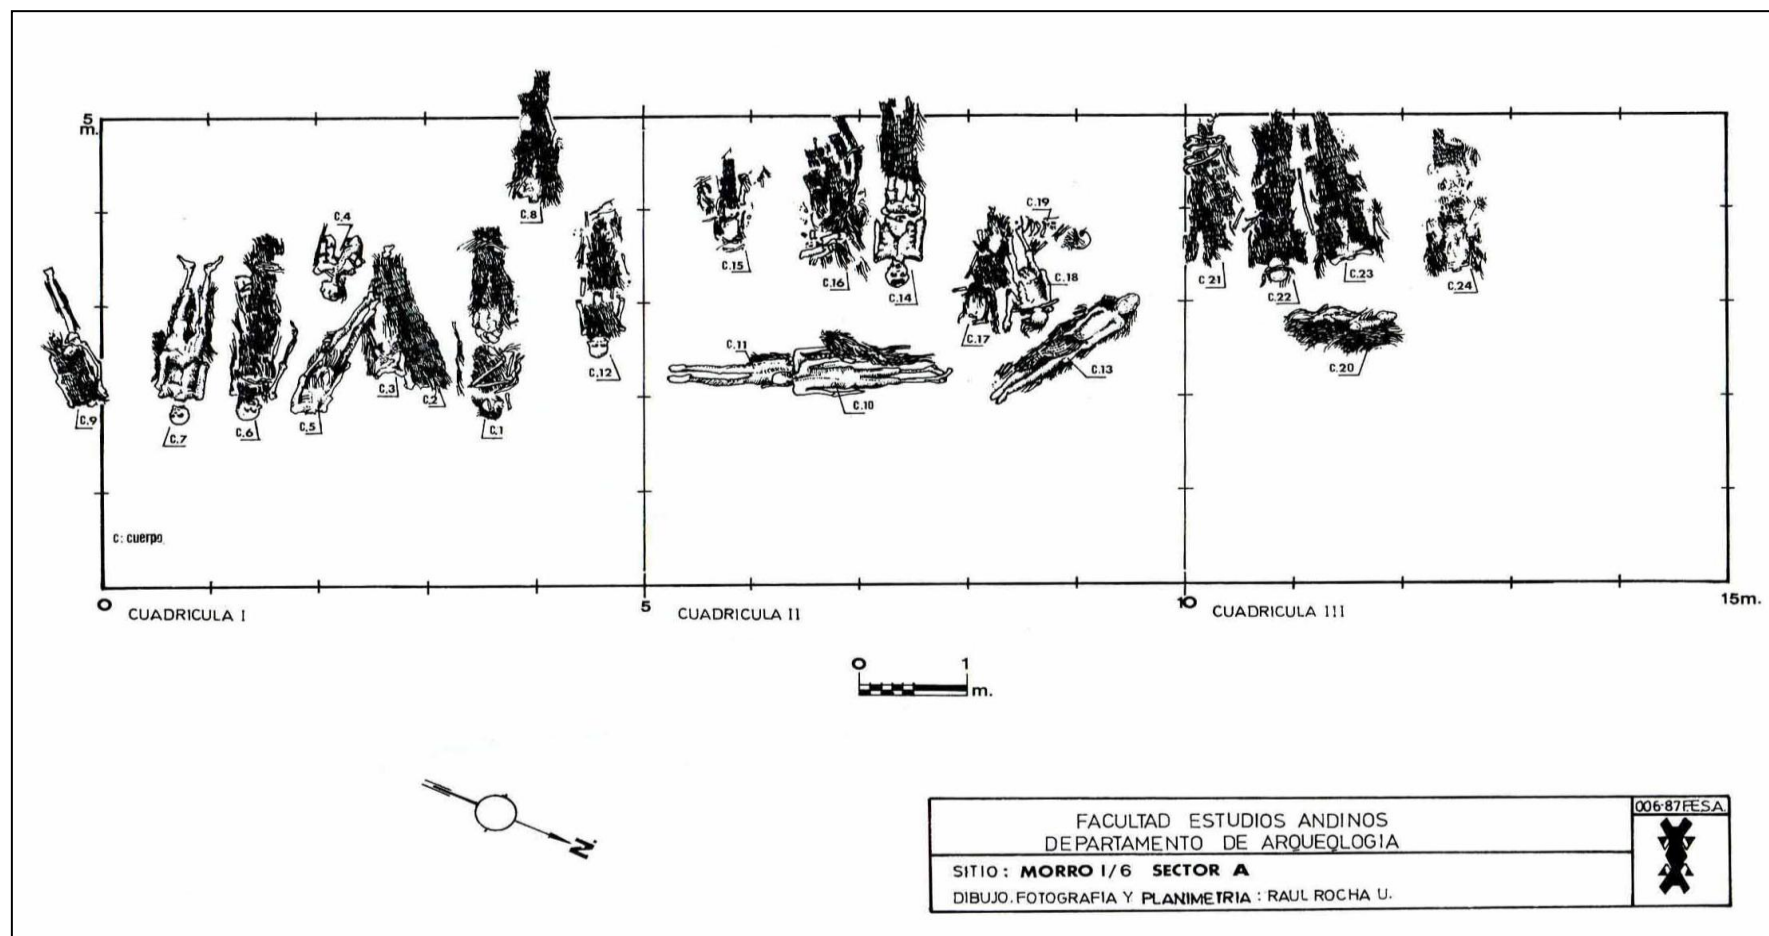 5
m.
C.8
C.4
C.19
C.15
C.16
C.14
C.18
C.21
C.22
C.23
C.24
C.17
C.11
C.12
C.13
C.20
C.3
C.2
C.10
C.9
C.7
C.6
C.5
C.1
c: cuerpo
0
5
10
15m.
CUADRICULA I
CUADRICULA II
CUADRICULA III
0 1
m.
N.
006-87F.E.S.A.
FACULTAD ESTUDIOS ANDINOS
DEPARTAMENTO DE ARQUEOLOGIA
SITIO: MORRO 1/6 SECTOR A
DIBUJO.FOTOGRAFIA Y PLANIMETRIA: RAUL ROCHA U.